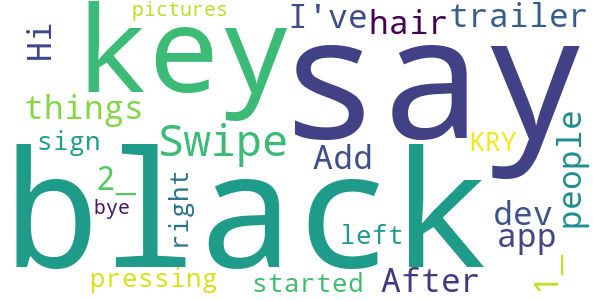 pictures
Hi
key
I've
hair
trailer
say
things
sign
Swipe
Add
KRY
people
black
2_
bye
right
left
dev
app
pressing
started
After
1_